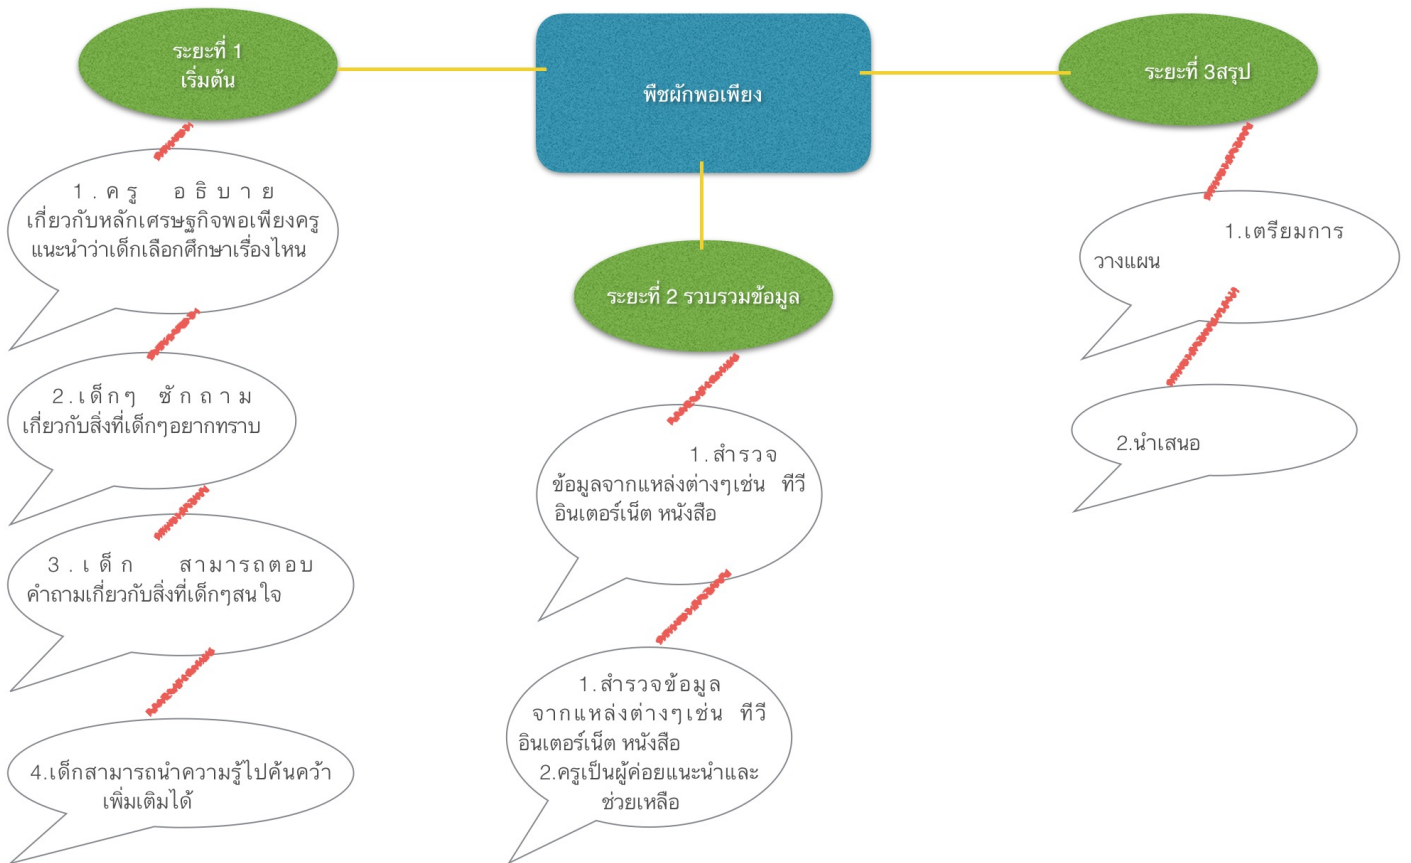 พืชผักพอเพียง
ระยะที่ 1
เริ่มต้น
1.ครู อธิบาย
เกี่ยวกับหลักเศรษฐกิจพอเพียงครู
แนะนำว่าเด็กเลือกศึกษาเรื่องไหน
2.เด็กๆ ซักถาม
เกี่ยวกับสิ่งที่เด็กๆอยากทราบ
3.เด็ก สามารถตอบ
คำถามเกี่ยวกับสิ่งที่เด็กๆสนใจ
4.เด็กสามารถนำความรู้ไปค้นคว้า
เพิ่มเติมได้
ระยะที่ 2 รวบรวมข้อมูล
1.สำรวจ
ข้อมูลจากแหล่งต่างๆเช่น ทีวี
อินเตอร์เน็ต หนังสือ
1.สำรวจข้อมูล
จากแหล่งต่างๆเช่น ทีวี
อินเตอร์เน็ต หนังสือ
2.ครูเป็นผู้ค่อยแนะนำและ
ช่วยเหลือ
ระยะที่ 3สรุป
1.เตรียมการ
วางแผน
2.นำเสนอ